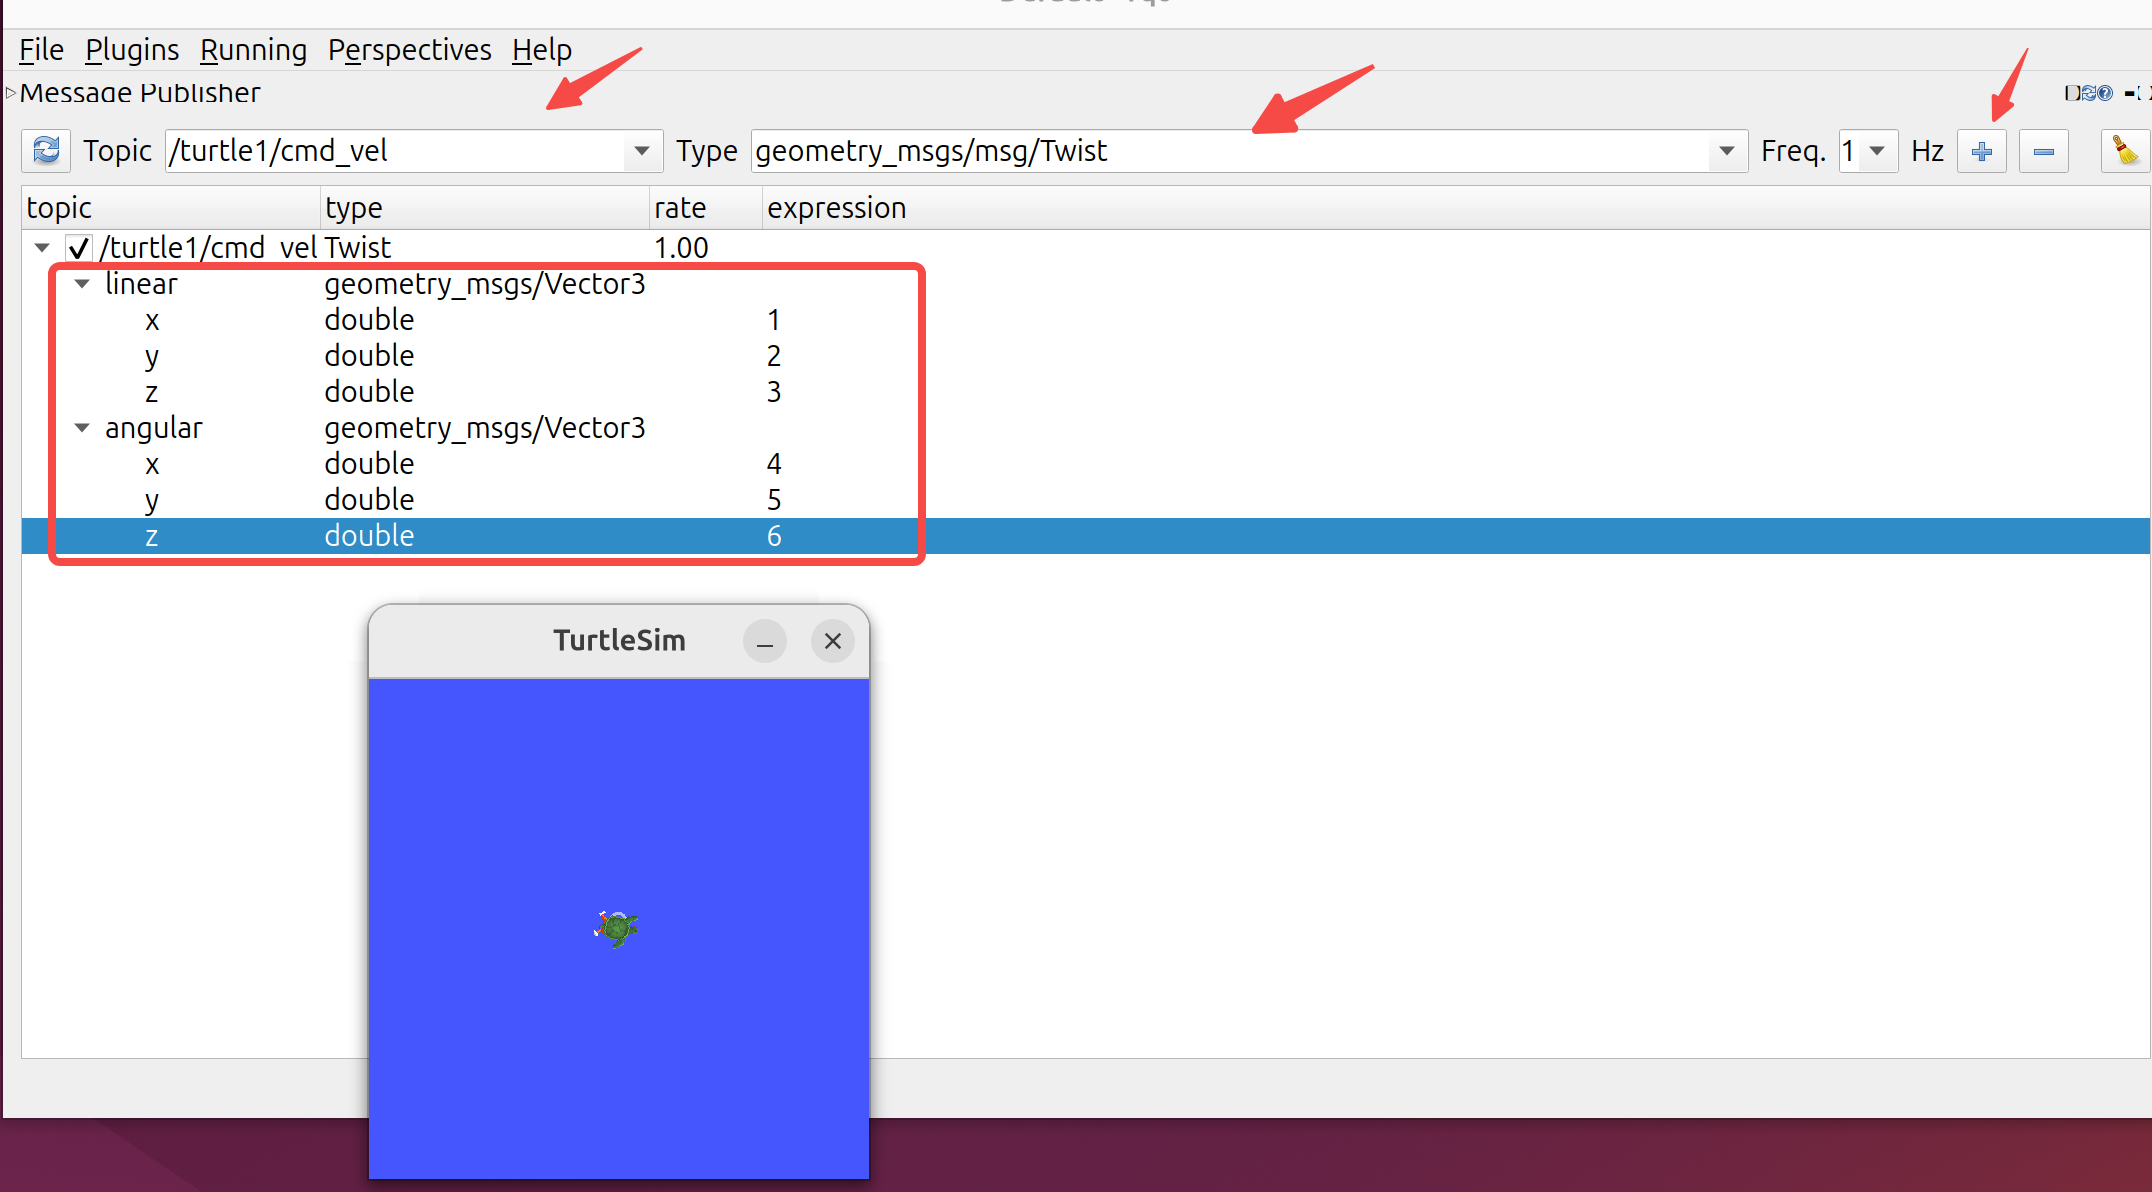 File Plugins Running Perspectives Help
Message Publisher
Topic /turtle1/cmd_vel Type geometry_msgs/msg/Twist Freq. 1 Hz
topic type rate expression
/turtle1/cmd_vel Twist 1.00
linear geometry_msgs/Vector3
x double 1
y double 2
z double 3
angular geometry_msgs/Vector3
x double 4
y double 5
z double 6
TurtleSim